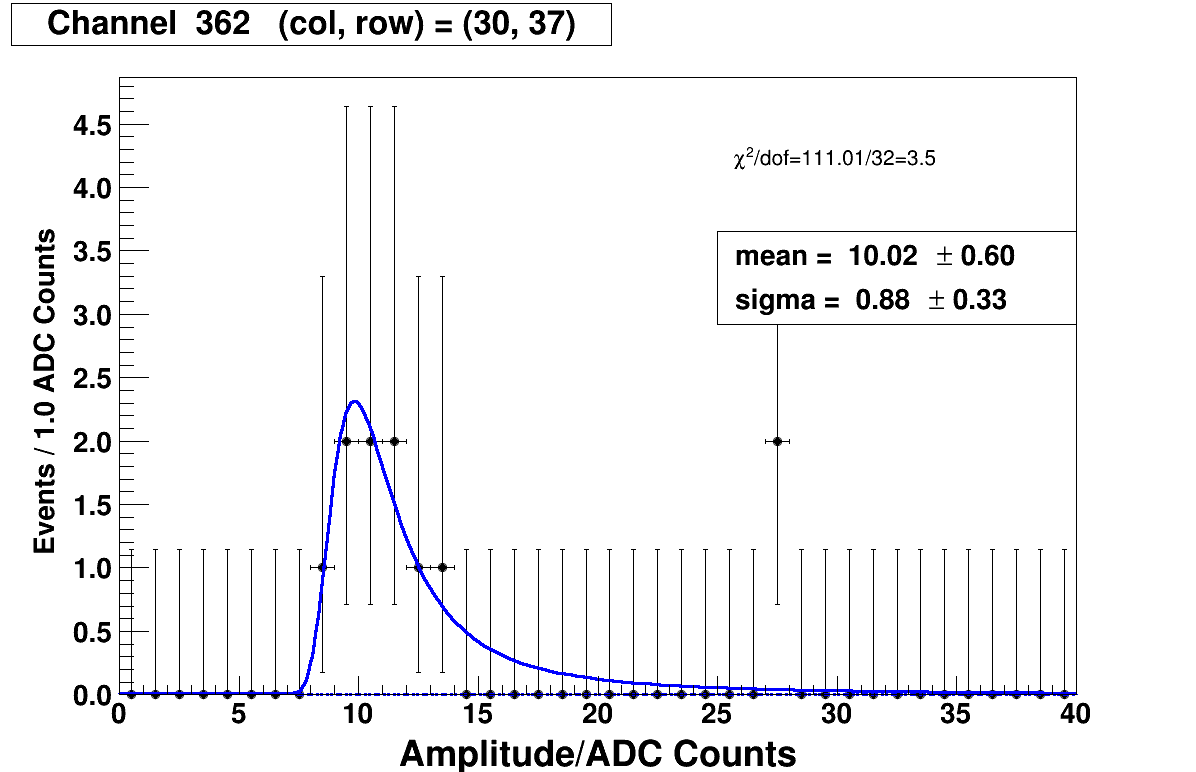 Channel 362 (col, row) = (30, 37)
4.5
χ²/dof=111.01/32=3.5
4.0
3.5
mean = 10.02 ± 0.60
sigma = 0.88 ± 0.33
3.0
2.5
2.0
1.5
1.0
0.5
0.0
Events / 1.0 ADC Counts
0 5 10 15 20 25 30 35 40
Amplitude/ADC Counts